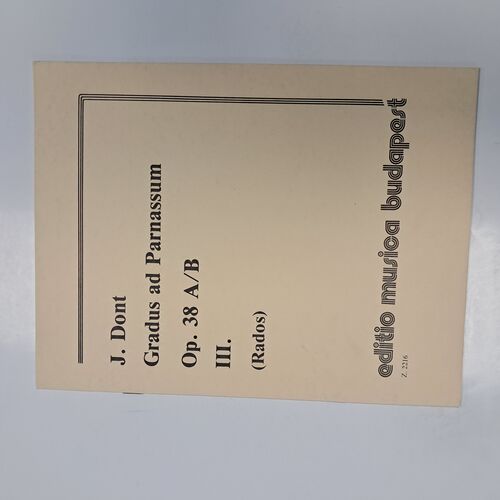 J. Dont
Gradus ad Parnassum
Op. 38 A/B
III.
(Rados)
editio musica budapest
Z. 2216